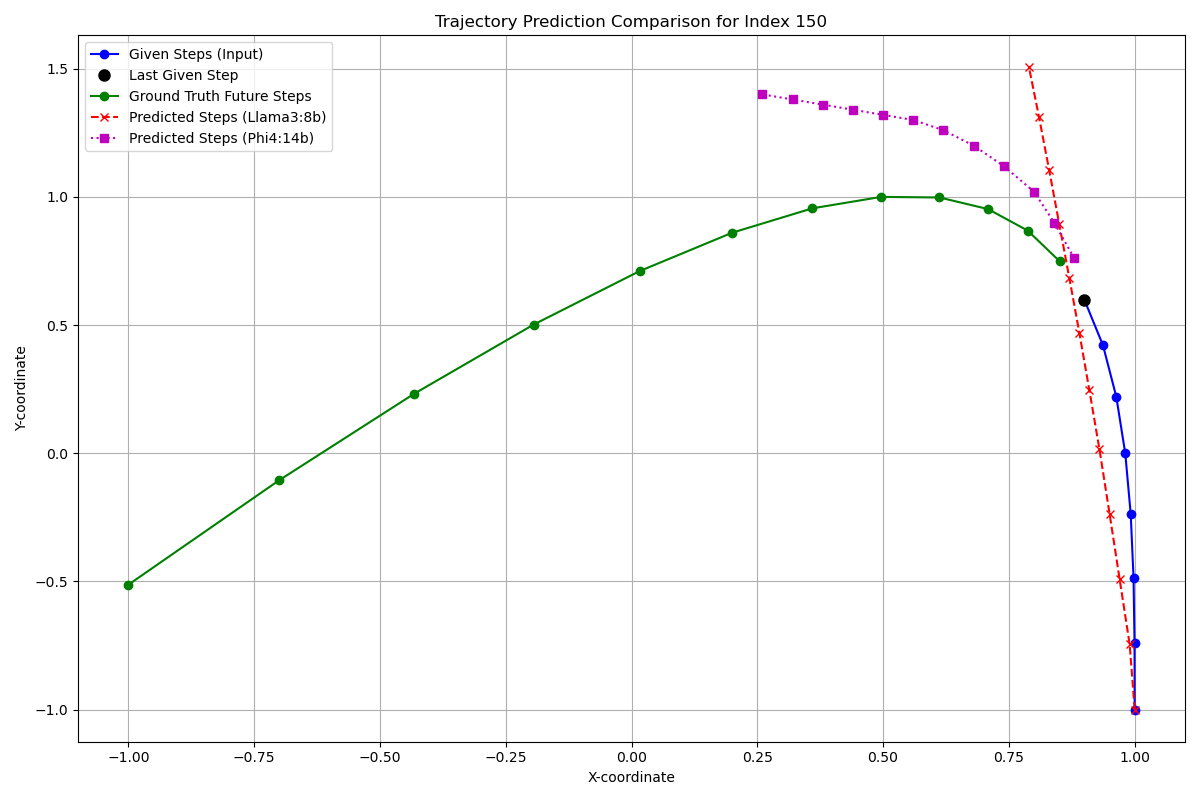 Trajectory Prediction Comparison for Index 150
Given Steps (Input)
Last Given Step
Ground Truth Future Steps
Predicted Steps (Llama3:8b)
Predicted Steps (Phi4:14b)
Y-coordinate
1.5
1.0
0.5
0.0
−0.5
−1.0
−1.00 −0.75 −0.50 −0.25 0.00 0.25 0.50 0.75 1.00
X-coordinate